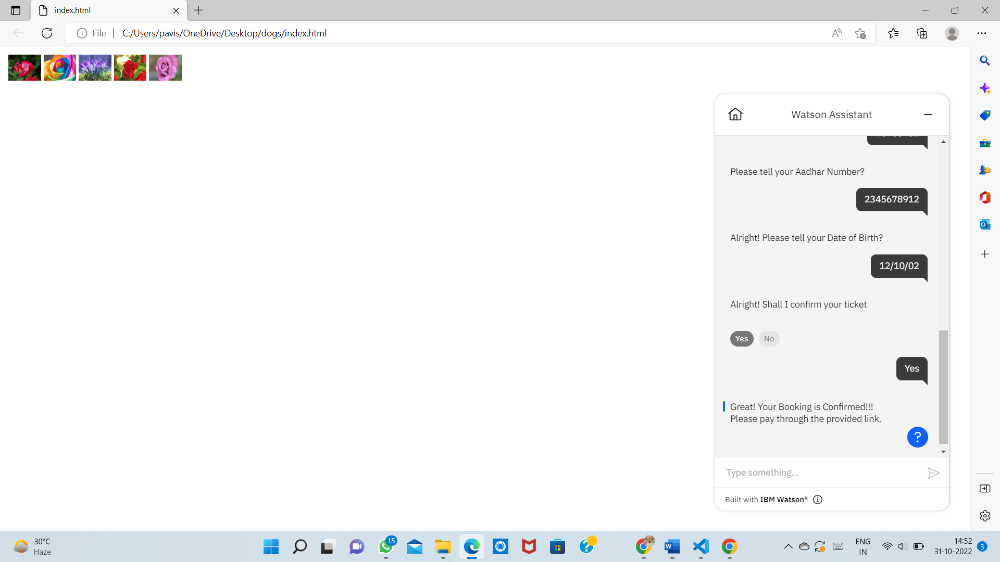 index.html
File
C:/Users/pavis/OneDrive/Desktop/dogs/index.html
Watson Assistant
Please tell your Aadhar Number?
2345678912
Alright! Please tell your Date of Birth?
12/10/02
Alright! Shall I confirm your ticket
Yes No
Yes
Great! Your Booking is Confirmed!!!
Please pay through the provided link.
?
Type something...
Built with IBM Watson®
30°C
Haze
15
ENG
IN
14:52
31-10-2022
3